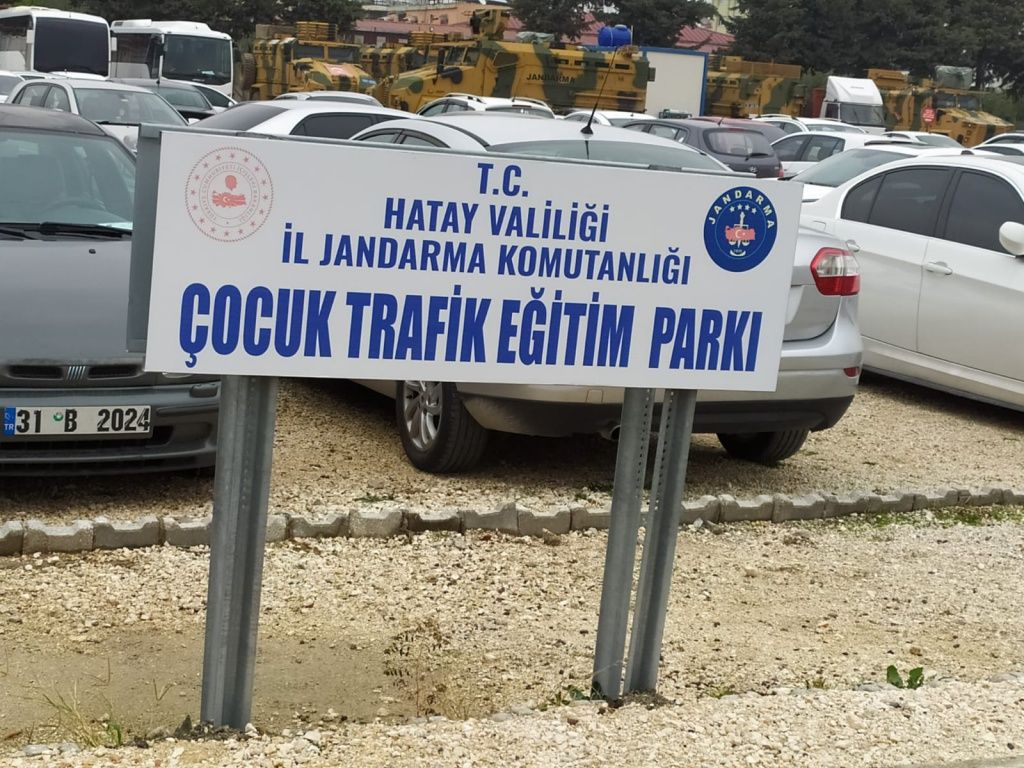 JANDARMA
T.C.
HATAY VALİLİĞİ
İL JANDARMA KOMUTANLIĞI
ÇOCUK TRAFİK EĞİTİM PARKI
JANDARMA
TR 31 B 2024